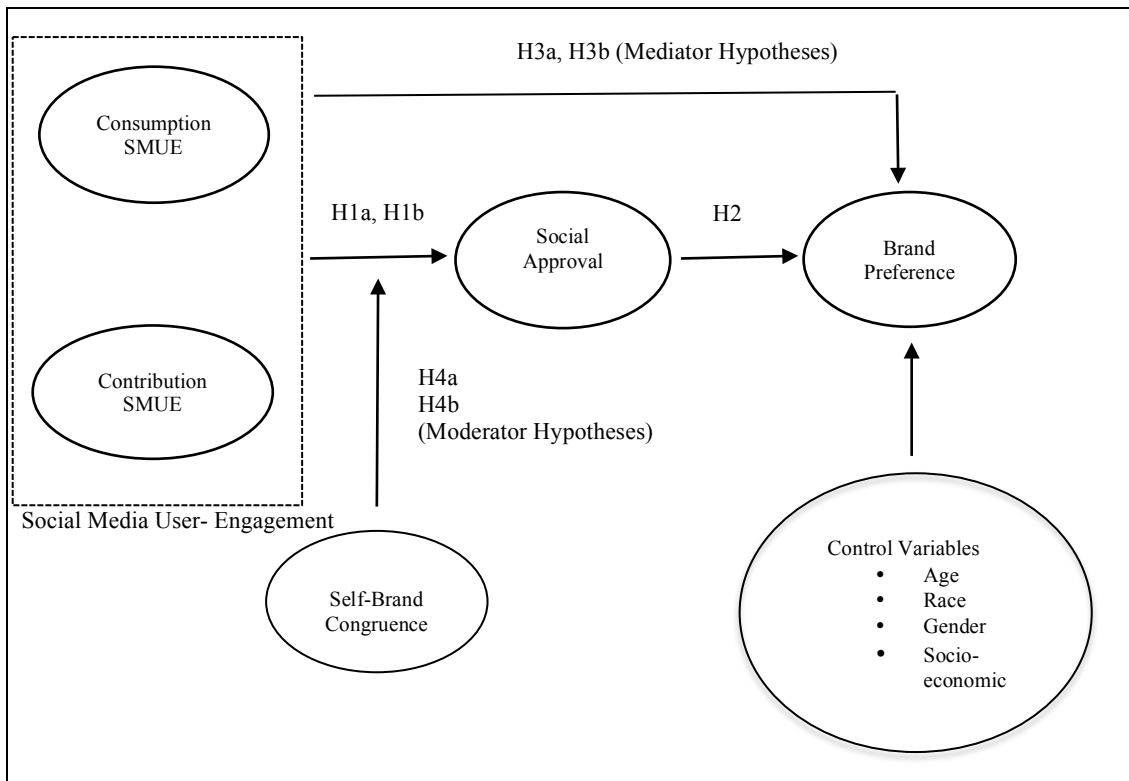 H3a, H3b (Mediator Hypotheses)
Consumption
SMUE
H1a, H1b
Social
Approval
H2
Brand
Preference
Contribution
SMUE
H4a
H4b
(Moderator Hypotheses)
Social Media User- Engagement
Self-Brand
Congruence
Control Variables
• Age
• Race
• Gender
• Socio-
economic